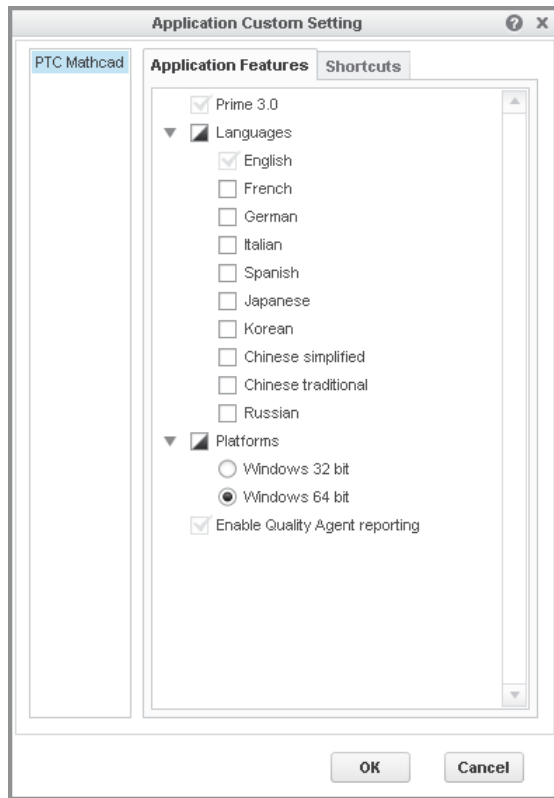 Application Custom Setting
PTC Mathcad
Application Features
Shortcuts
Prime 3.0
Languages
English
French
German
Italian
Spanish
Japanese
Korean
Chinese simplified
Chinese traditional
Russian
Platforms
Windows 32 bit
Windows 64 bit
Enable Quality Agent reporting
OK
Cancel